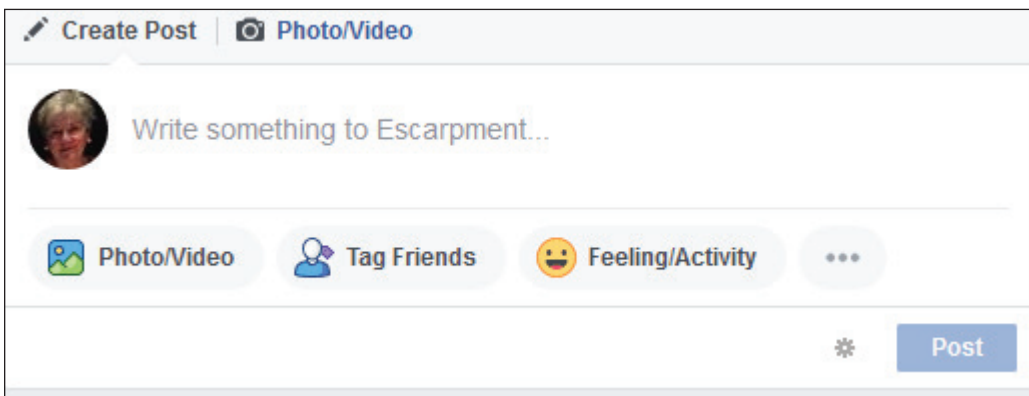 Create Post Photo/Video
Write something to Escarpment...
Photo/Video Tag Friends Feeling/Activity
Post